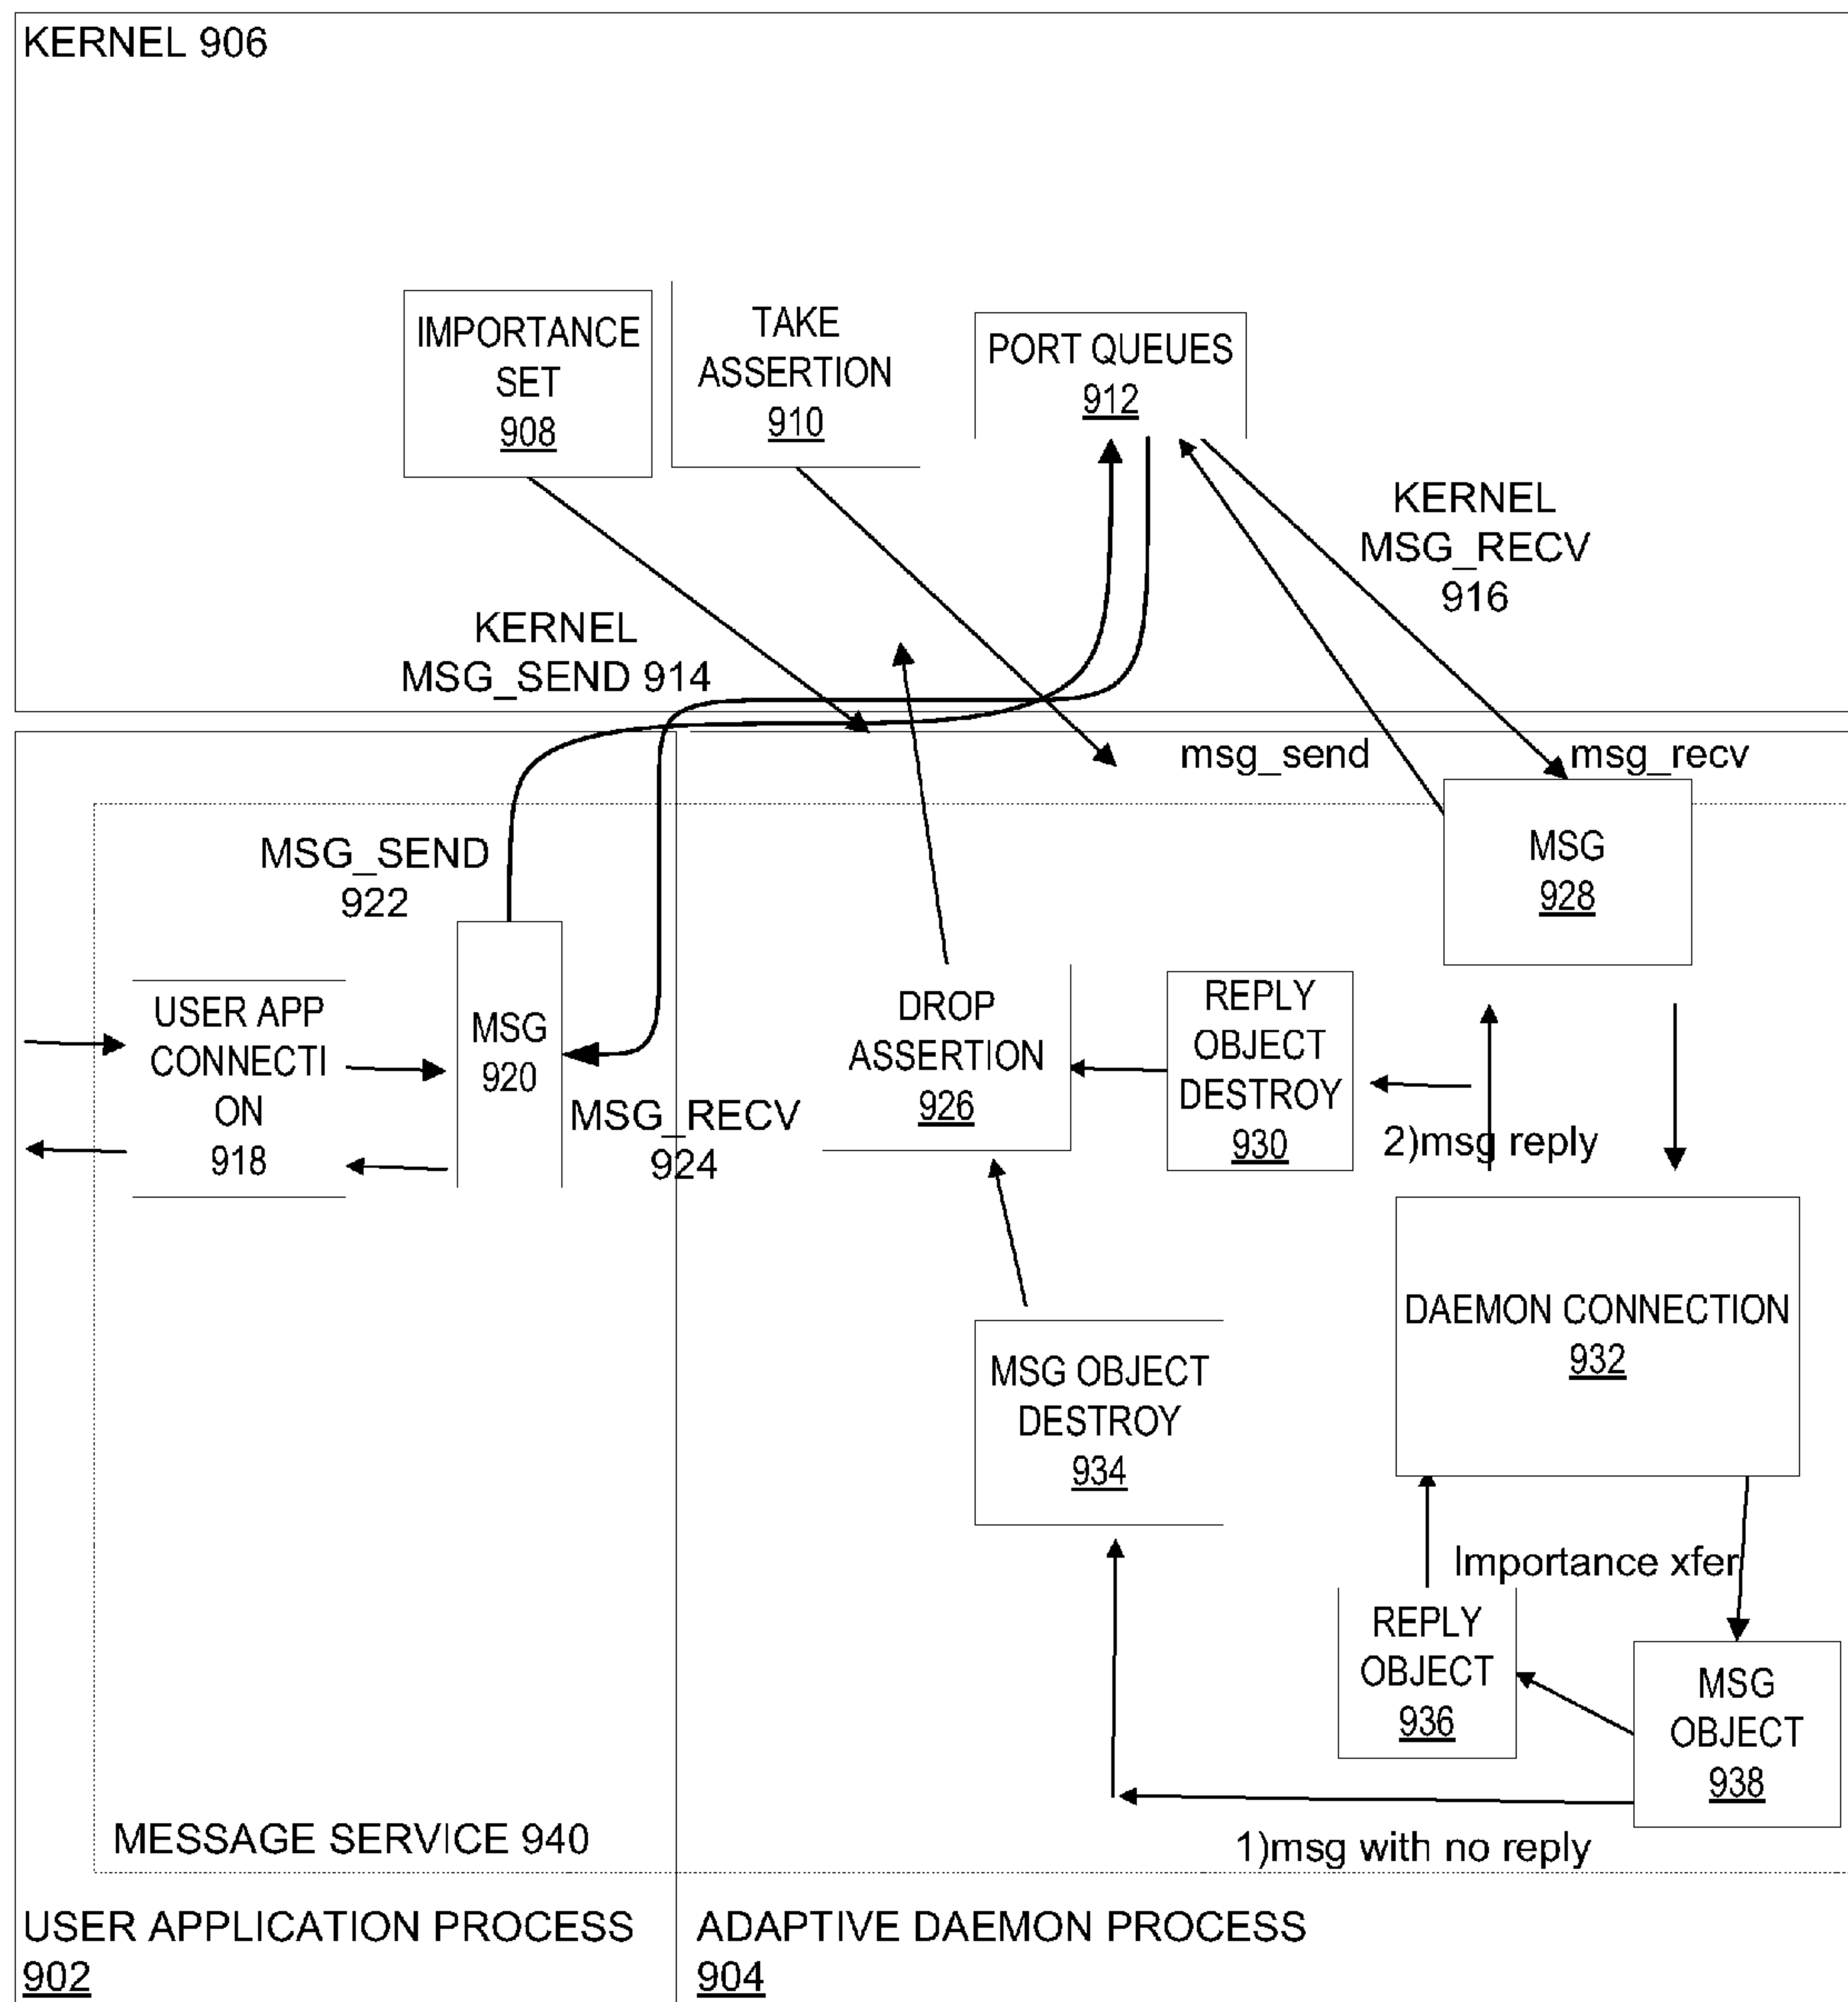 KERNEL 906
IMPORTANCE
SET
908
TAKE
ASSERTION
910
PORT QUEUES
912
KERNEL
MSG_RECV
916
KERNEL
MSG_SEND 914
msg_send
msg_recv
MSG_SEND
922
MSG
928
USER APP
CONNECTI
ON
918
MSG
920
MSG_RECV
924
DROP
ASSERTION
926
REPLY
OBJECT
DESTROY
930
2)msg reply
DAEMON CONNECTION
932
MSG OBJECT
DESTROY
934
Importance xfer
REPLY
OBJECT
936
MSG
OBJECT
938
1)msg with no reply
MESSAGE SERVICE 940
USER APPLICATION PROCESS
902
ADAPTIVE DAEMON PROCESS
904